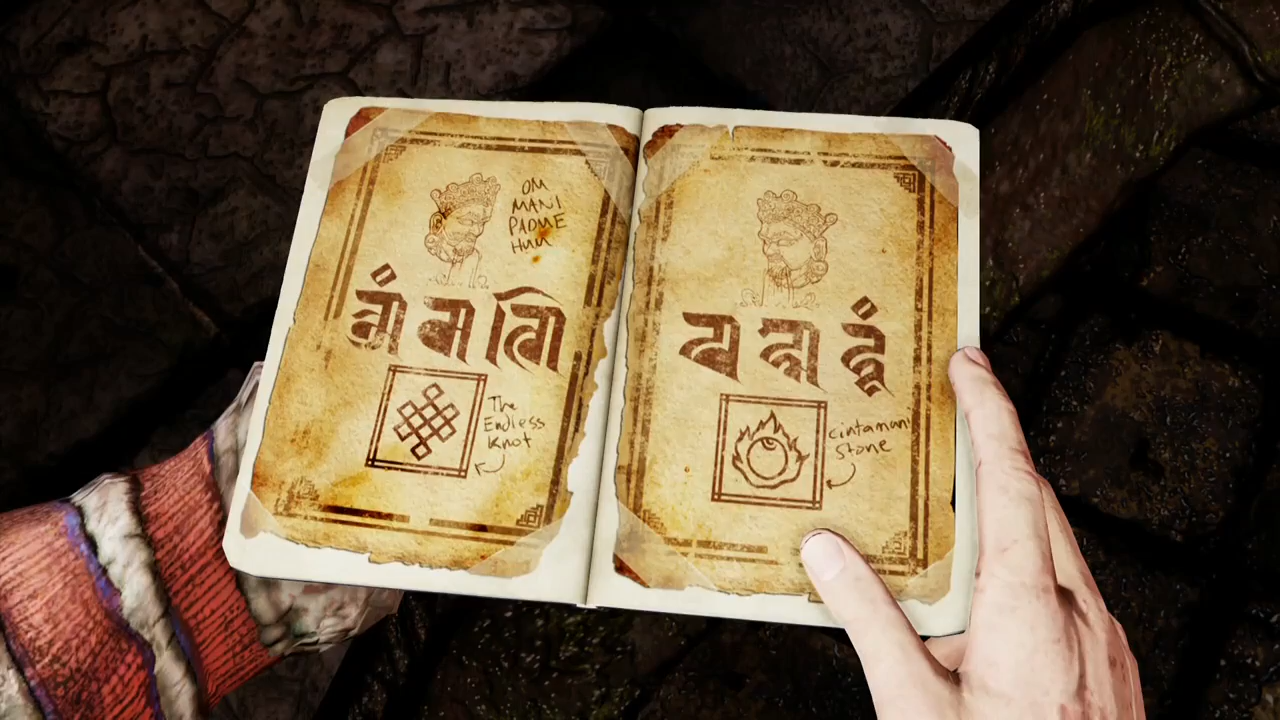 OM
MANI
PADME
HUM
The
Endless
Knot
cintamani
stone